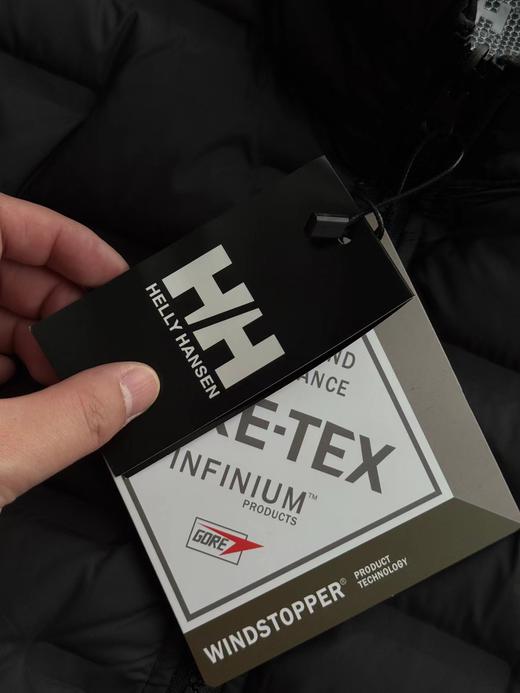 HH
HELLY HANSEN
ND
ANCE
RE-TEX
INFINIUM™
PRODUCTS
GORE
WINDSTOPPER® PRODUCT
TECHNOLOGY